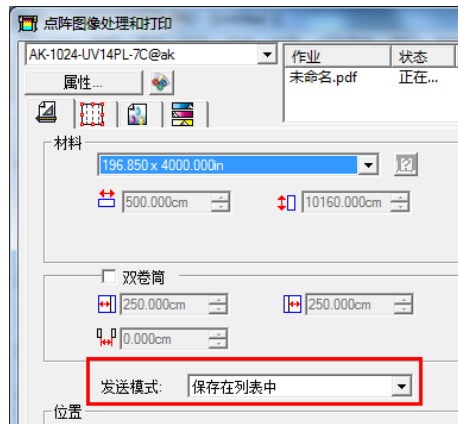 点阵图像处理和打印
AK-1024-UV14PL-7C@ak
作业 状态
属性...
未命名.pdf 正在...
材料
196.850 x 4000.000in
500.000cm 10160.000cm
双卷筒
250.000cm 250.000cm
0.000cm
发送模式: 保存在列表中
位置